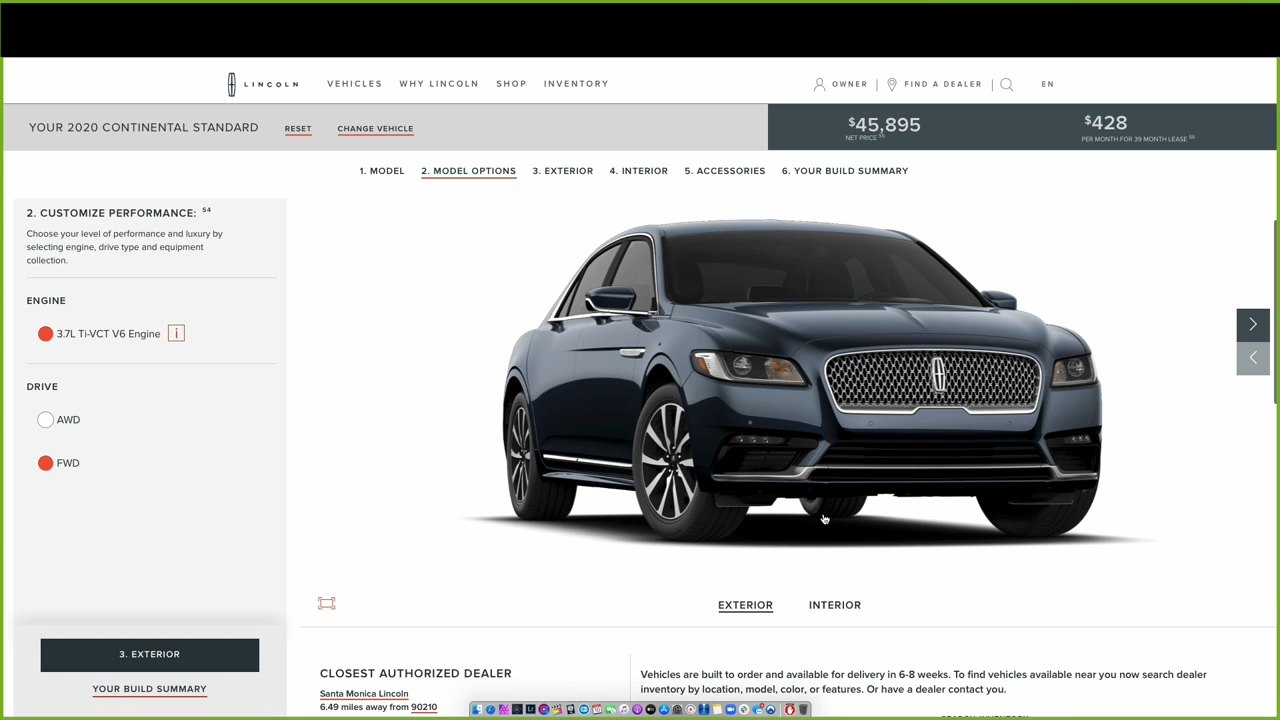 LINCOLN VEHICLES WHY LINCOLN SHOP INVENTORY OWNER FIND A DEALER EN
YOUR 2020 CONTINENTAL STANDARD RESET CHANGE VEHICLE
$45,895
NET PRICE S5
$428
PER MONTH FOR 39 MONTH LEASE S6
1. MODEL 2. MODEL OPTIONS 3. EXTERIOR 4. INTERIOR 5. ACCESSORIES 6. YOUR BUILD SUMMARY
2. CUSTOMIZE PERFORMANCE: S4
Choose your level of performance and luxury by
selecting engine, drive type and equipment
collection.
ENGINE
3.7L Ti-VCT V6 Engine i
DRIVE
AWD
FWD
3. EXTERIOR
YOUR BUILD SUMMARY
EXTERIOR INTERIOR
CLOSEST AUTHORIZED DEALER
Santa Monica Lincoln
6.49 miles away from 90210
Vehicles are built to order and available for delivery in 6-8 weeks. To find vehicles available near you now search dealer
inventory by location, model, color, or features. Or have a dealer contact you.